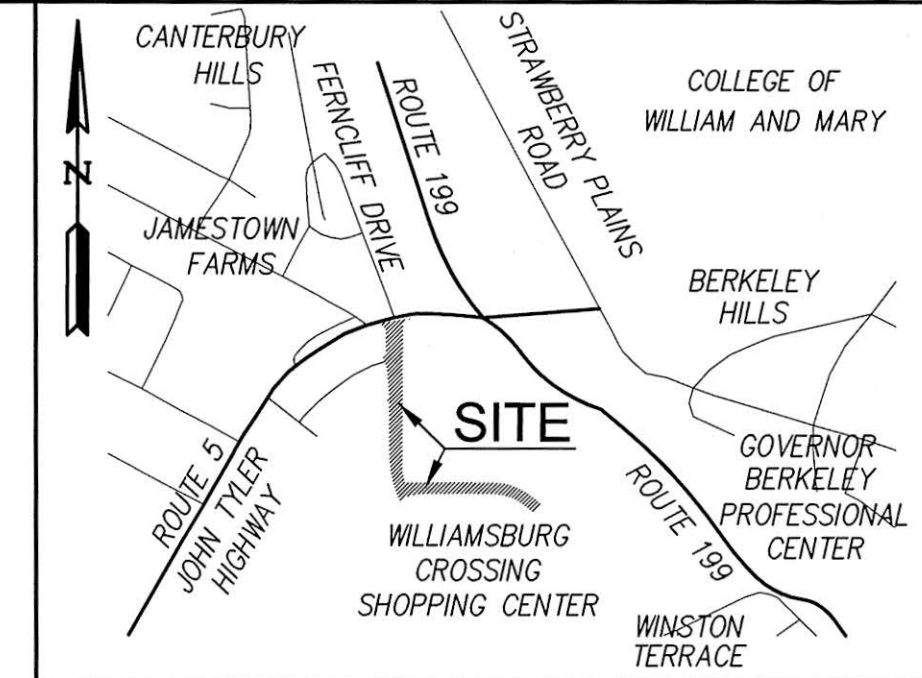 CANTERBURY
HILLS
FERNCLIFF DRIVE
ROUTE 199
STRAWBERRY PLAINS
ROAD
COLLEGE OF
WILLIAM AND MARY
N
JAMESTOWN
FARMS
BERKELEY
HILLS
SITE
ROUTE 5
JOHN TYLER
HIGHWAY
WILLIAMSBURG
CROSSING
SHOPPING CENTER
ROUTE 199
GOVERNOR
BERKELEY
PROFESSIONAL
CENTER
WINSTON
TERRACE